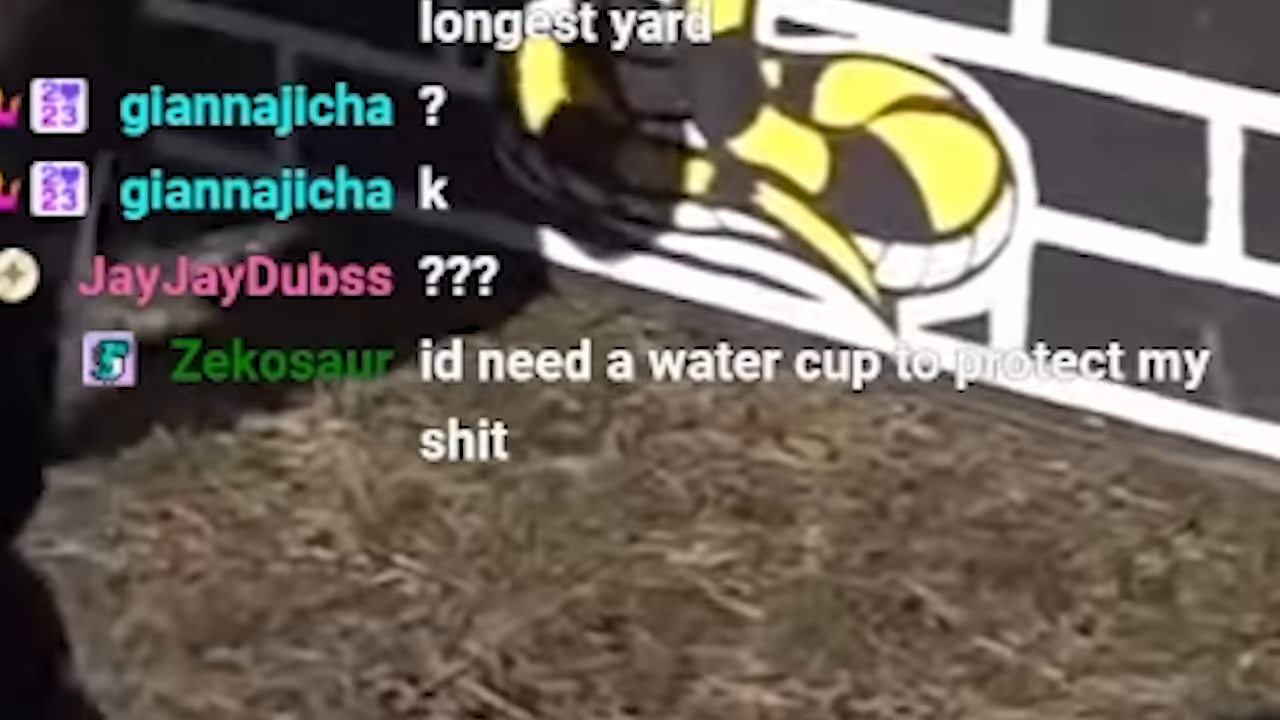 longest yard
giannajicha ?
giannajicha k
JayJayDubss ???
Zekosaur id need a water cup to protect my
shit